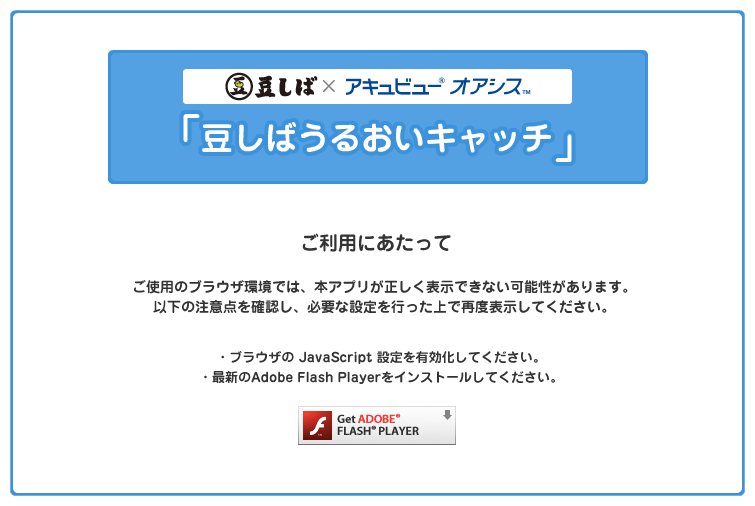 豆 豆しば × アキュビュー® オアシス™
「豆しばうるおいキャッチ」
ご利用にあたって
ご使用のブラウザ環境では、本アプリが正しく表示できない可能性があります。
以下の注意点を確認し、必要な設定を行った上で再度表示してください。
・ブラウザの JavaScript 設定を有効化してください。
・最新のAdobe Flash Playerをインストールしてください。
Get ADOBE®
FLASH® PLAYER